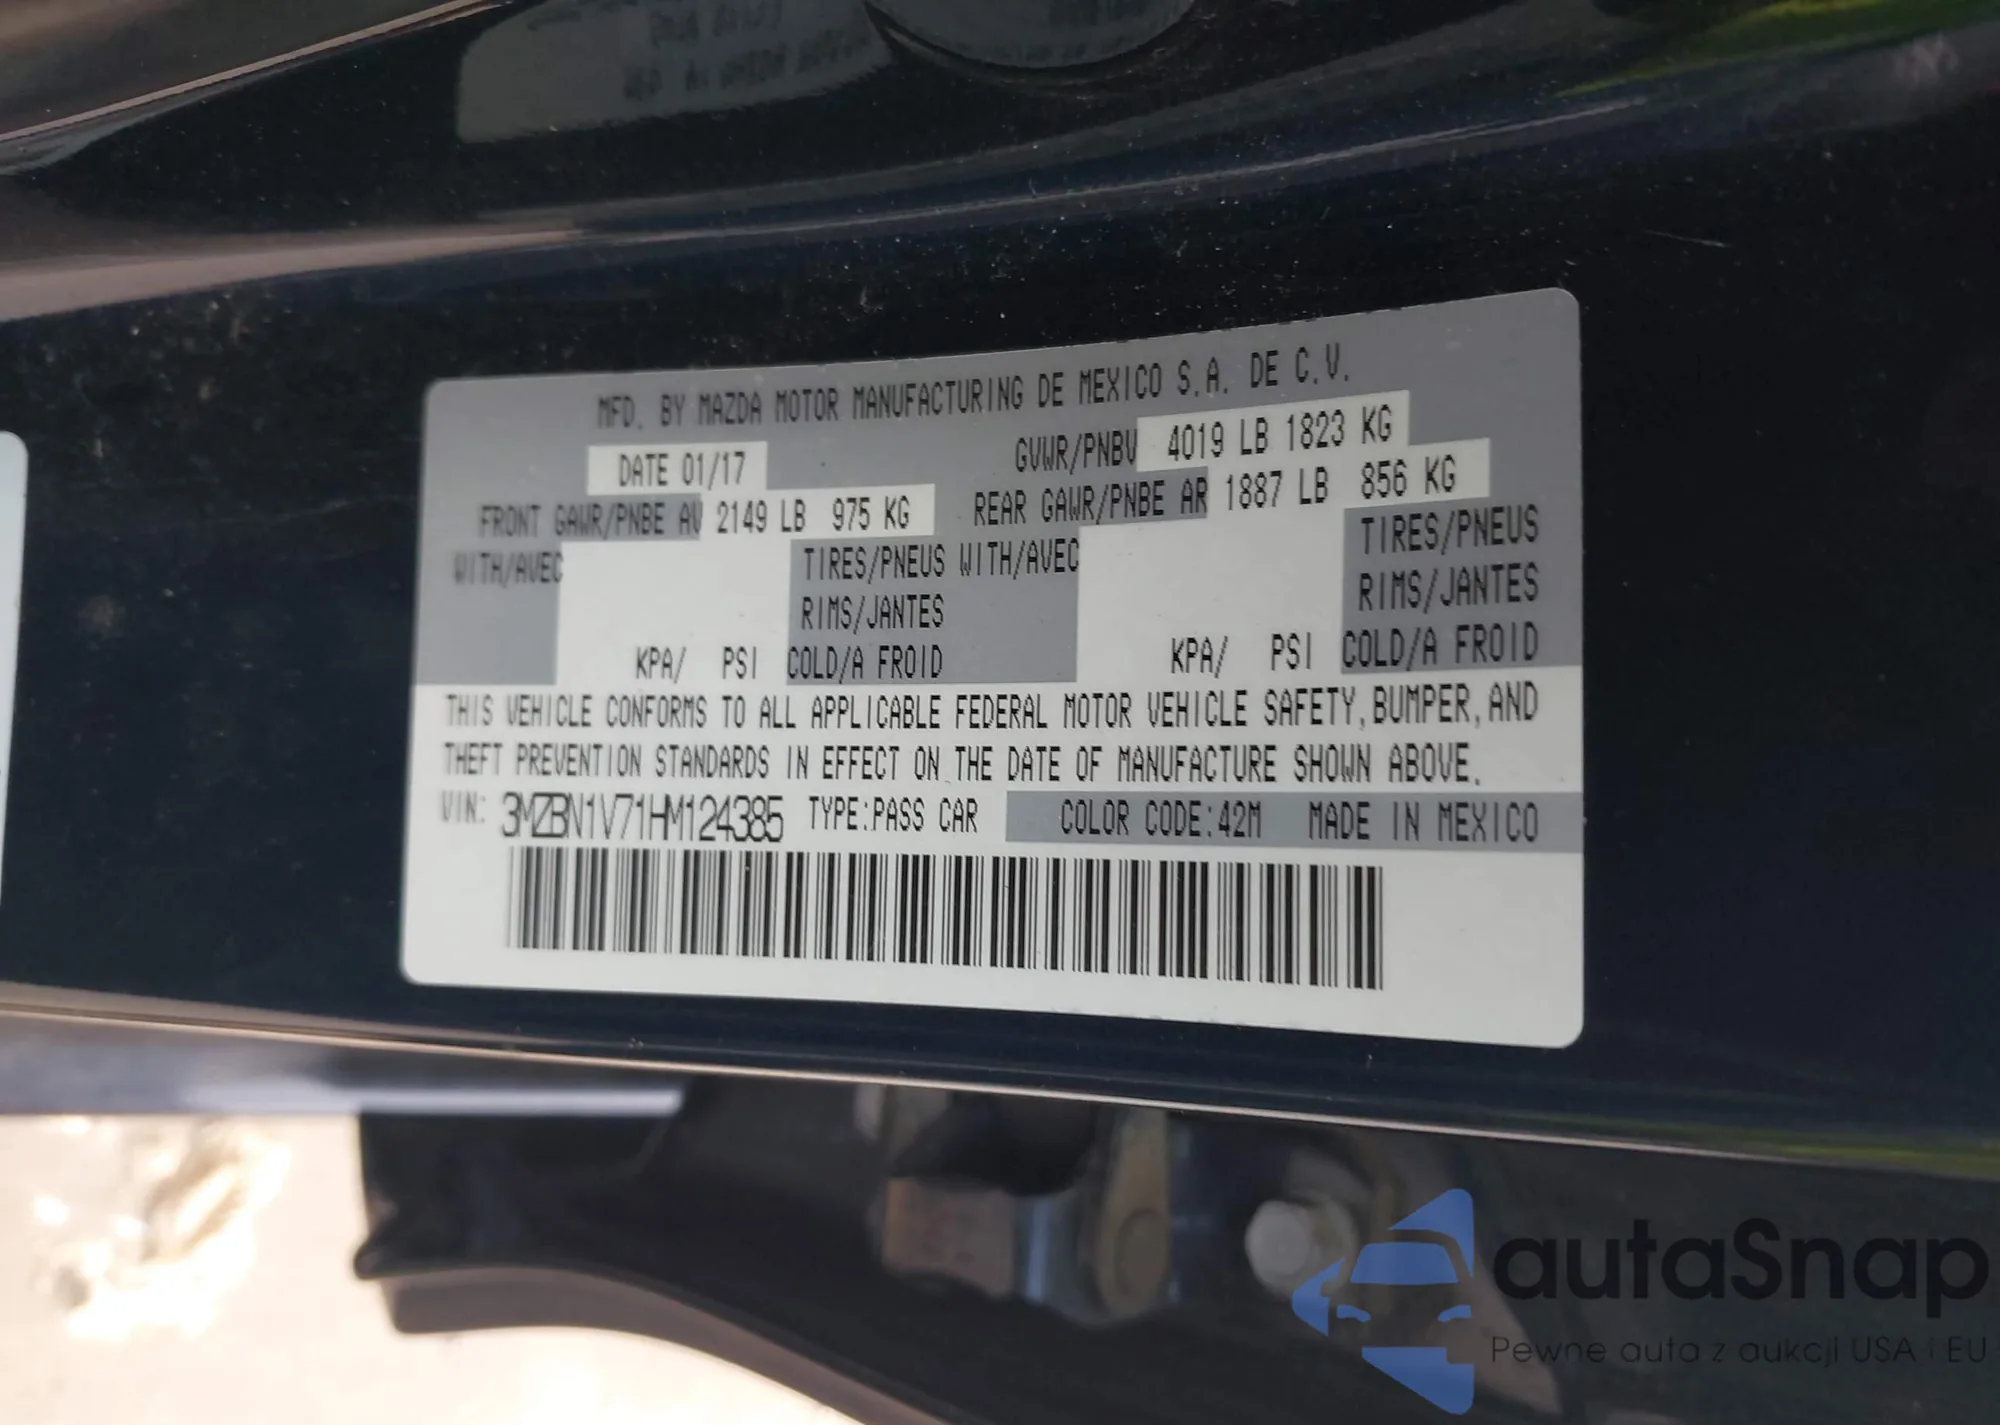 MFD. BY MAZDA MOTOR MANUFACTURING DE MEXICO S.A. DE C.V.
DATE 01/17 GVWR/PNBV 4019 LB 1823 KG
FRONT GAWR/PNBE AV 2149 LB 975 KG REAR GAWR/PNBE AR 1887 LB 856 KG
WITH/AVEC TIRES/PNEUS WITH/AVEC TIRES/PNEUS
RIMS/JANTES RIMS/JANTES
KPA/ PSI COLD/A FROID KPA/ PSI COLD/A FROID
THIS VEHICLE CONFORMS TO ALL APPLICABLE FEDERAL MOTOR VEHICLE SAFETY, BUMPER, AND
THEFT PREVENTION STANDARDS IN EFFECT ON THE DATE OF MANUFACTURE SHOWN ABOVE.
VIN: 3MZBN1V71HM124385 TYPE:PASS CAR COLOR CODE:42M MADE IN MEXICO
autaSnap
Pewne auta z aukcji USA i EU